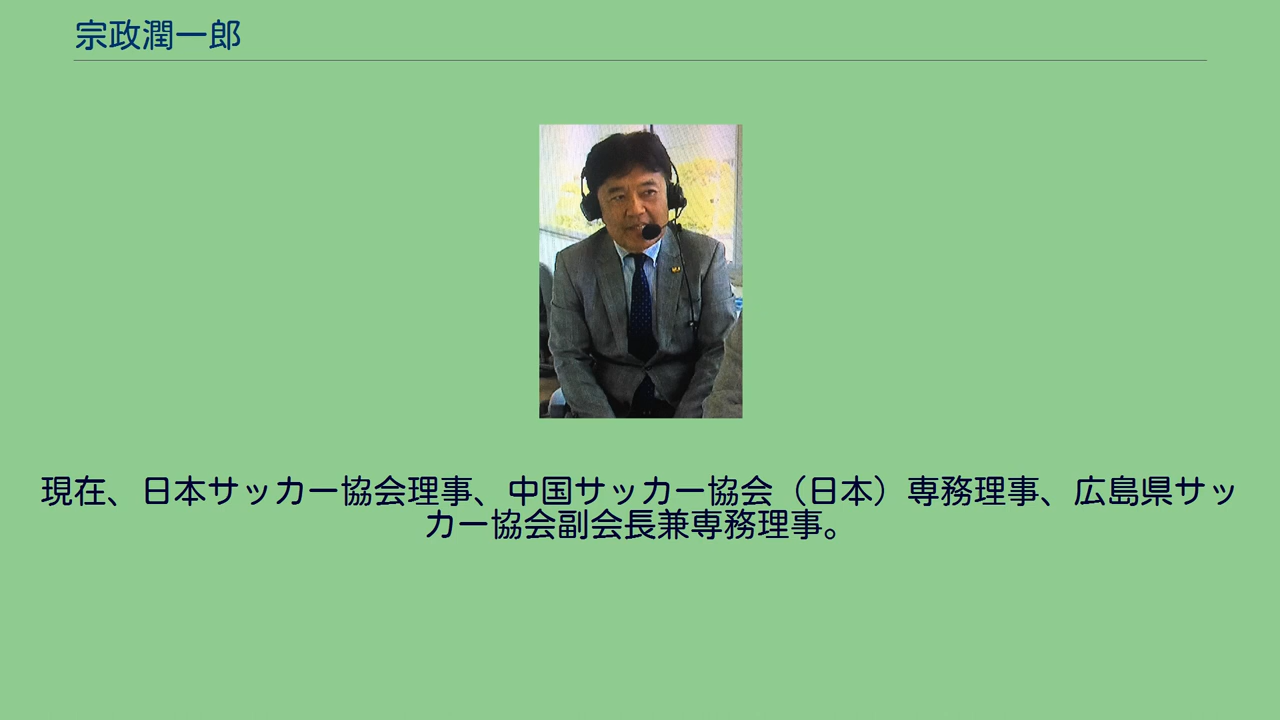 宗政潤一郎
現在、日本サッカー協会理事、中国サッカー協会（日本）専務理事、広島県サッ
カー協会副会長兼専務理事。